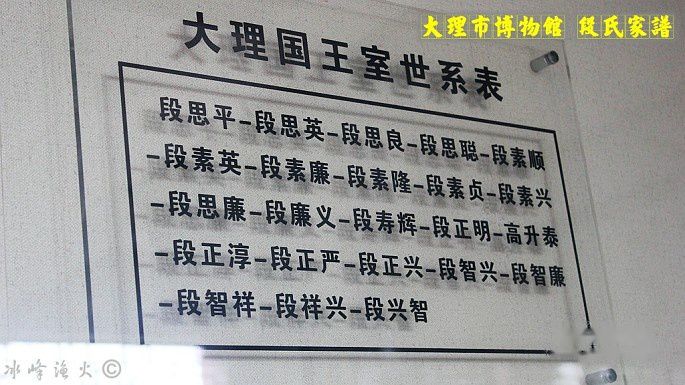 大理市博物館 段氏家譜
大理国王室世系表
段思平–段思英–段思良–段思聪–段素顺
–段素英–段素廉–段素隆–段素贞–段素兴
–段思廉–段廉义–段寿辉–段正明–高升泰
–段正淳–段正严–段正兴–段智兴–段智廉
–段智祥–段祥兴–段兴智
冰峰渔火©